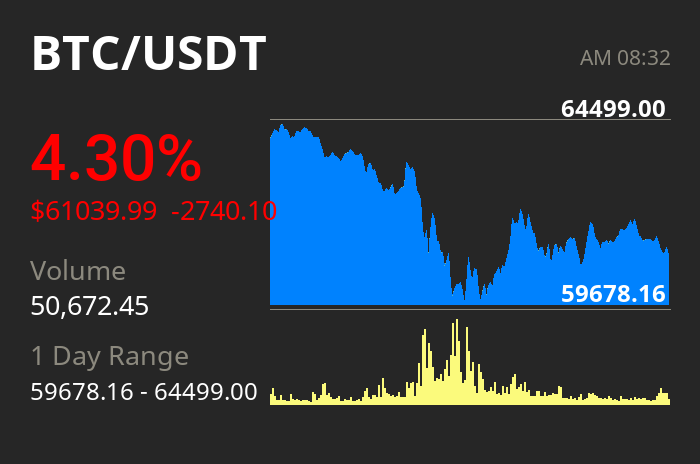 BTC/USDT
AM 08:32
64499.00
4.30%
$61039.99 -2740.10
Volume
50,672.45
59678.16
1 Day Range
59678.16 - 64499.00